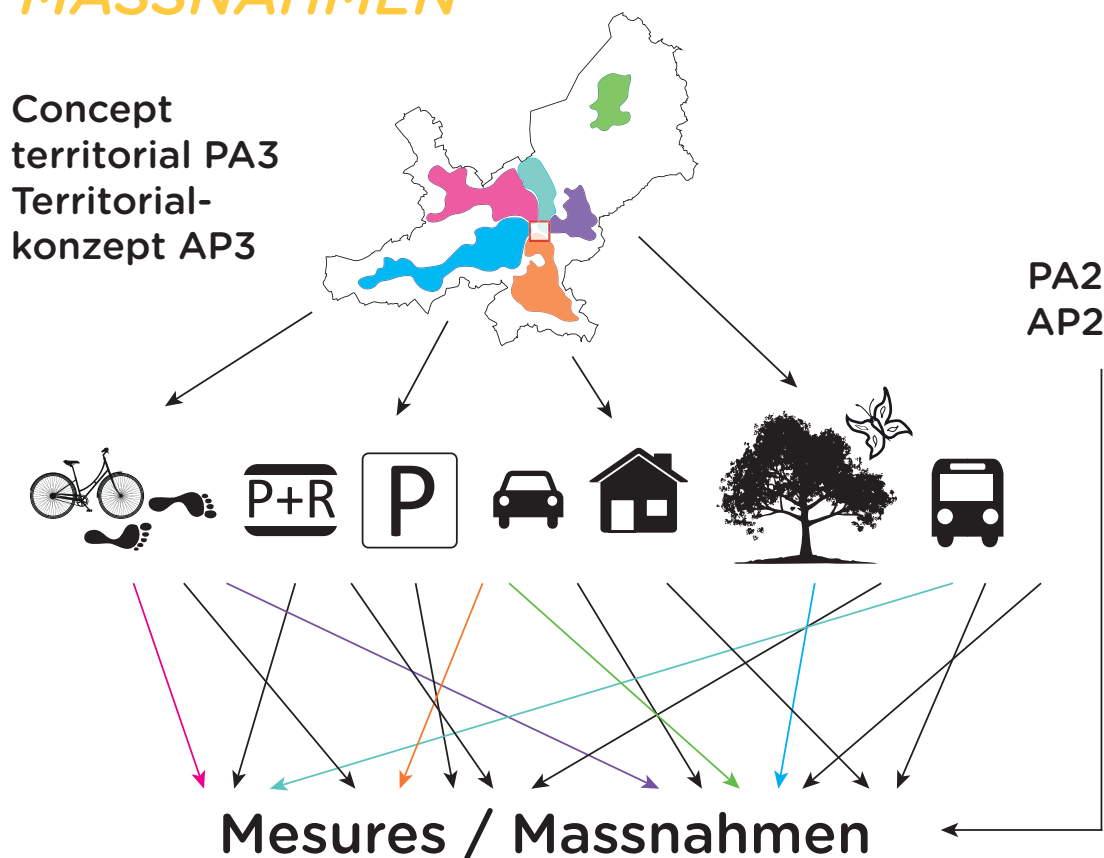 MASSNAHMEN
Concept
territorial PA3
Territorial-
konzept AP3
PA2
AP2
P+R
P
Mesures / Massnahmen